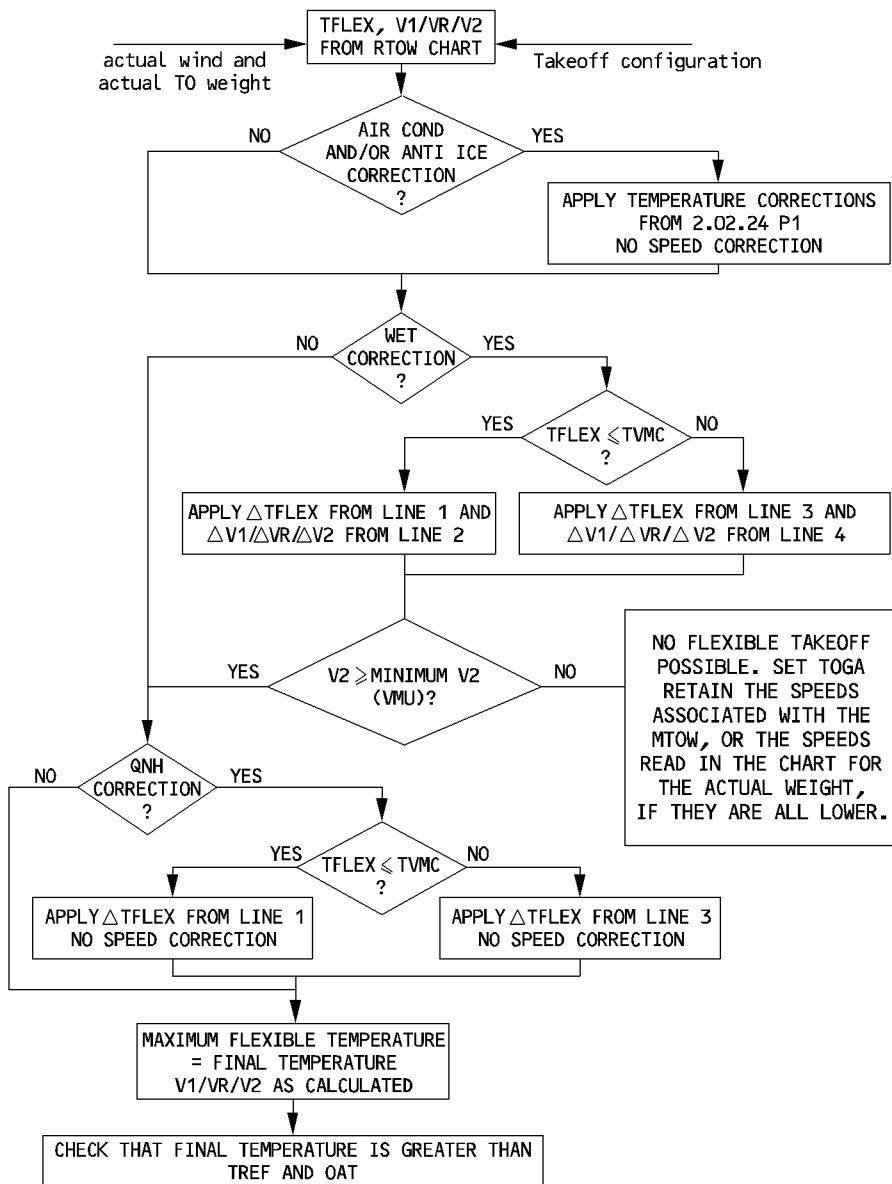 TFLEX, V1/VR/V2
FROM RTOW CHART
actual wind and
actual TO weight
Takeoff configuration
NO
AIR COND
AND/OR ANTI ICE
CORRECTION
?
YES
APPLY TEMPERATURE CORRECTIONS
FROM 2.02.24 P1
NO SPEED CORRECTION
NO
WET
CORRECTION
?
YES
YES
TFLEX ⩽ TVMC
?
NO
APPLY △TFLEX FROM LINE 1 AND
△V1/△VR/△V2 FROM LINE 2
APPLY △TFLEX FROM LINE 3 AND
△V1/△VR/△V2 FROM LINE 4
YES
V2 ⩾ MINIMUM V2
(VMU)?
NO
NO FLEXIBLE TAKEOFF
POSSIBLE. SET TOGA
RETAIN THE SPEEDS
ASSOCIATED WITH THE
MTOW, OR THE SPEEDS
READ IN THE CHART FOR
THE ACTUAL WEIGHT,
IF THEY ARE ALL LOWER.
NO
QNH
CORRECTION
?
YES
YES
TFLEX ⩽ TVMC
?
NO
APPLY △TFLEX FROM LINE 1
NO SPEED CORRECTION
APPLY △TFLEX FROM LINE 3
NO SPEED CORRECTION
MAXIMUM FLEXIBLE TEMPERATURE
= FINAL TEMPERATURE
V1/VR/V2 AS CALCULATED
CHECK THAT FINAL TEMPERATURE IS GREATER THAN
TREF AND OAT